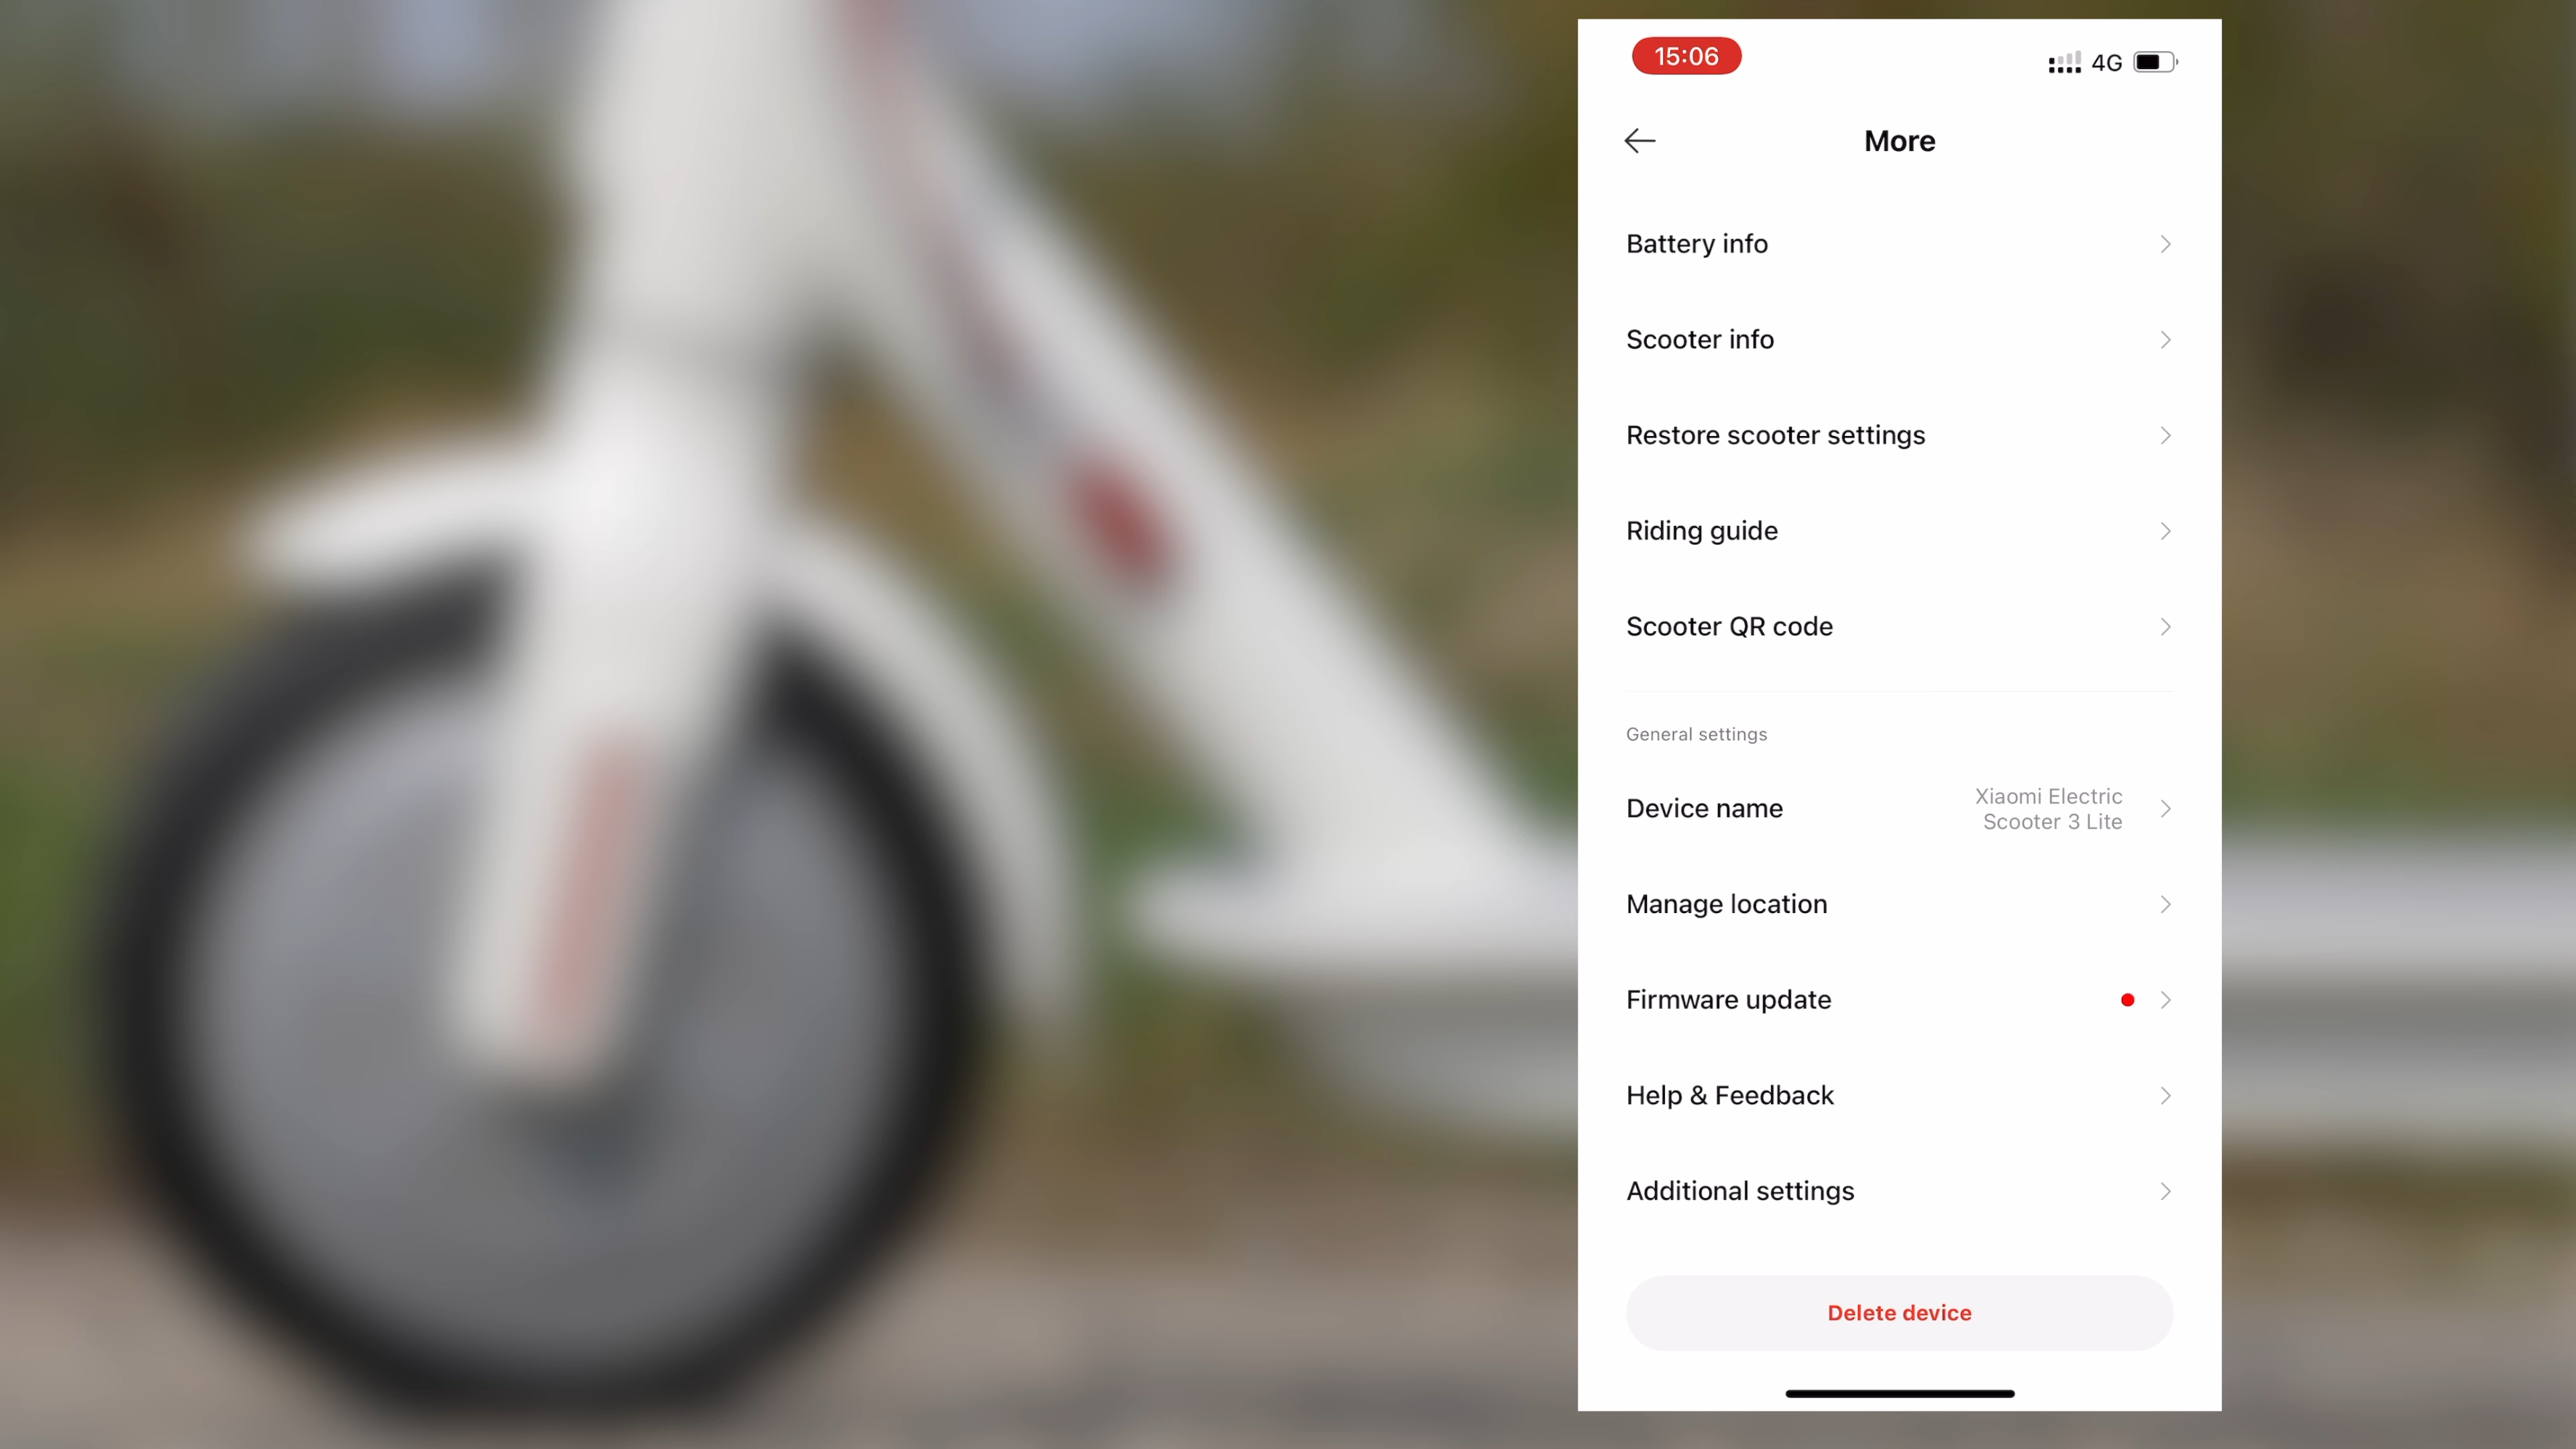 15:06
4G
More
Battery info
Scooter info
Restore scooter settings
Riding guide
Scooter QR code
General settings
Device name
Xiaomi Electric
Scooter 3 Lite
Manage location
Firmware update
Help & Feedback
Additional settings
Delete device